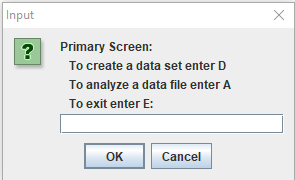 Input
Primary Screen:
To create a data set enter D
To analyze a data file enter A
To exit enter E:
OK Cancel